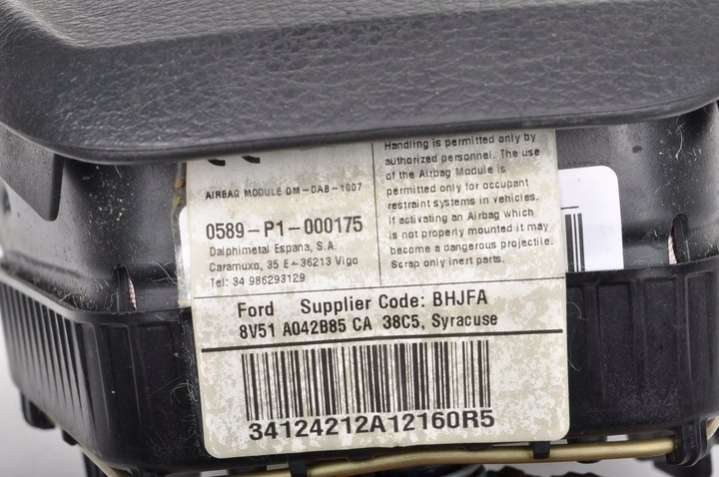 AIRBAG MODULE DM-DAB-1007
0589-P1-000175
Dalphimetal Espana, S.A.
Caramuxo, 35 E-36213 Vigo
Tel: 34 986293129
Handling is permitted only by
authorized personnel. The use
of the Airbag Module is
permitted only for occupant
restraint systems in vehicles.
If activating an Airbag which
is not properly mounted it may
become a dangerous projectile.
Scrap only inert parts.
Ford Supplier Code: BHJFA
8V51 A042B85 CA 38C5, Syracuse
34124212A12160R5